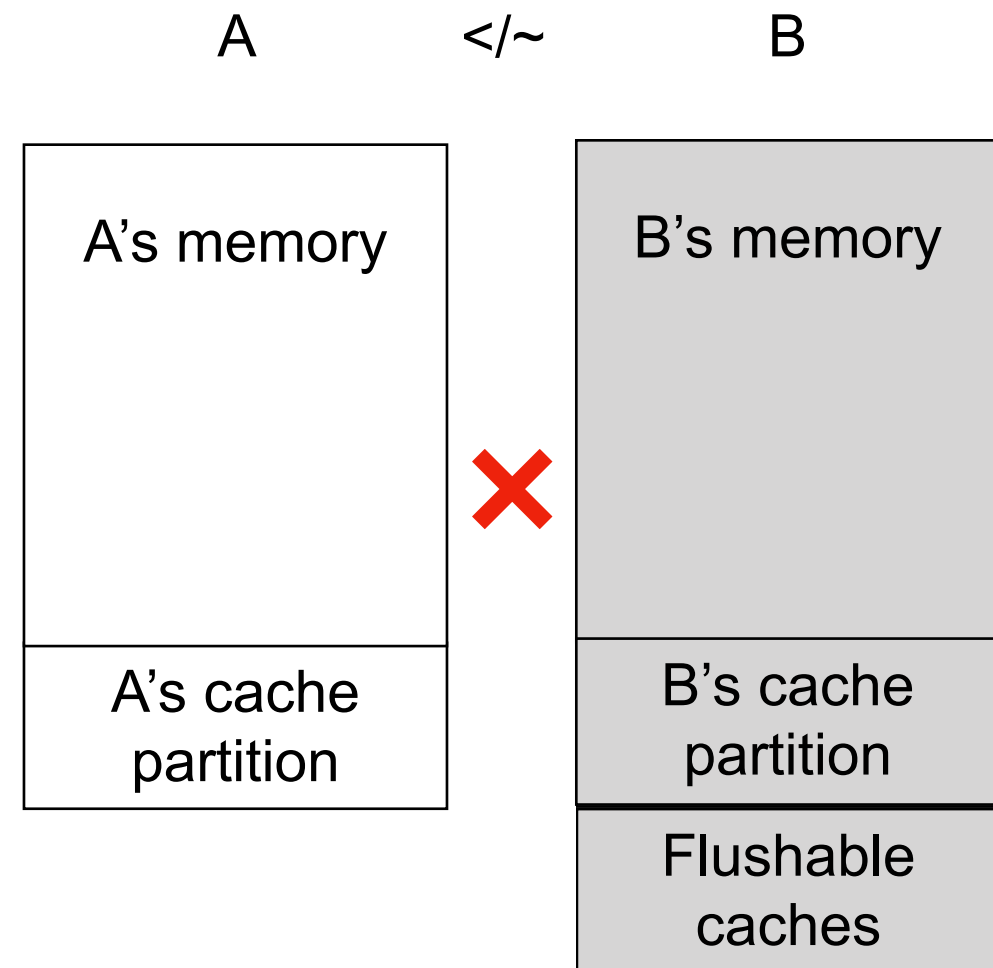 A </~ B
A’s memory
B’s memory
A’s cache
partition
B’s cache
partition
Flushable
caches